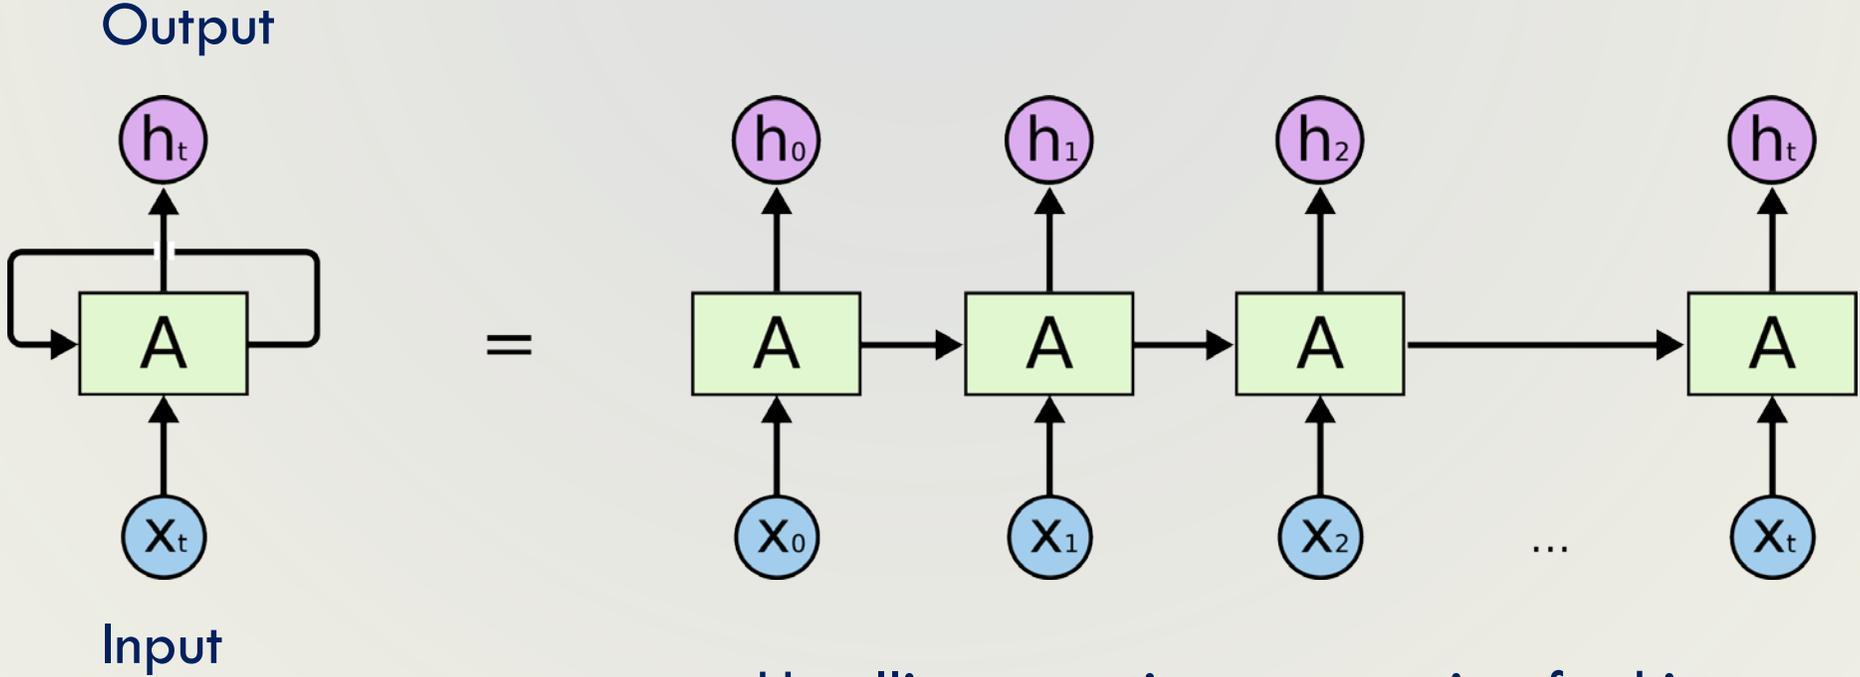 Output
hₜ h₀ h₁ h₂ hₜ
A = A A A A
xₜ x₀ x₁ x₂ ... xₜ
Input